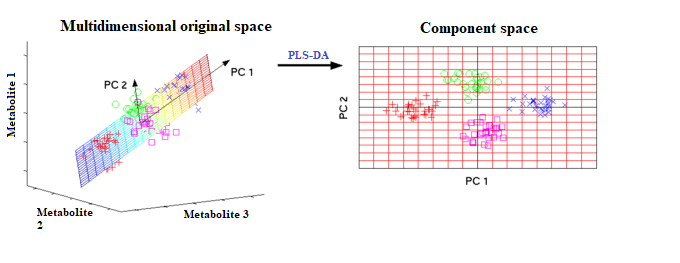 Multidimensional original space
Component space
PLS-DA
PC 1
PC 2
Metabolite 1
PC 2
PC 1
Metabolite
2
Metabolite 3